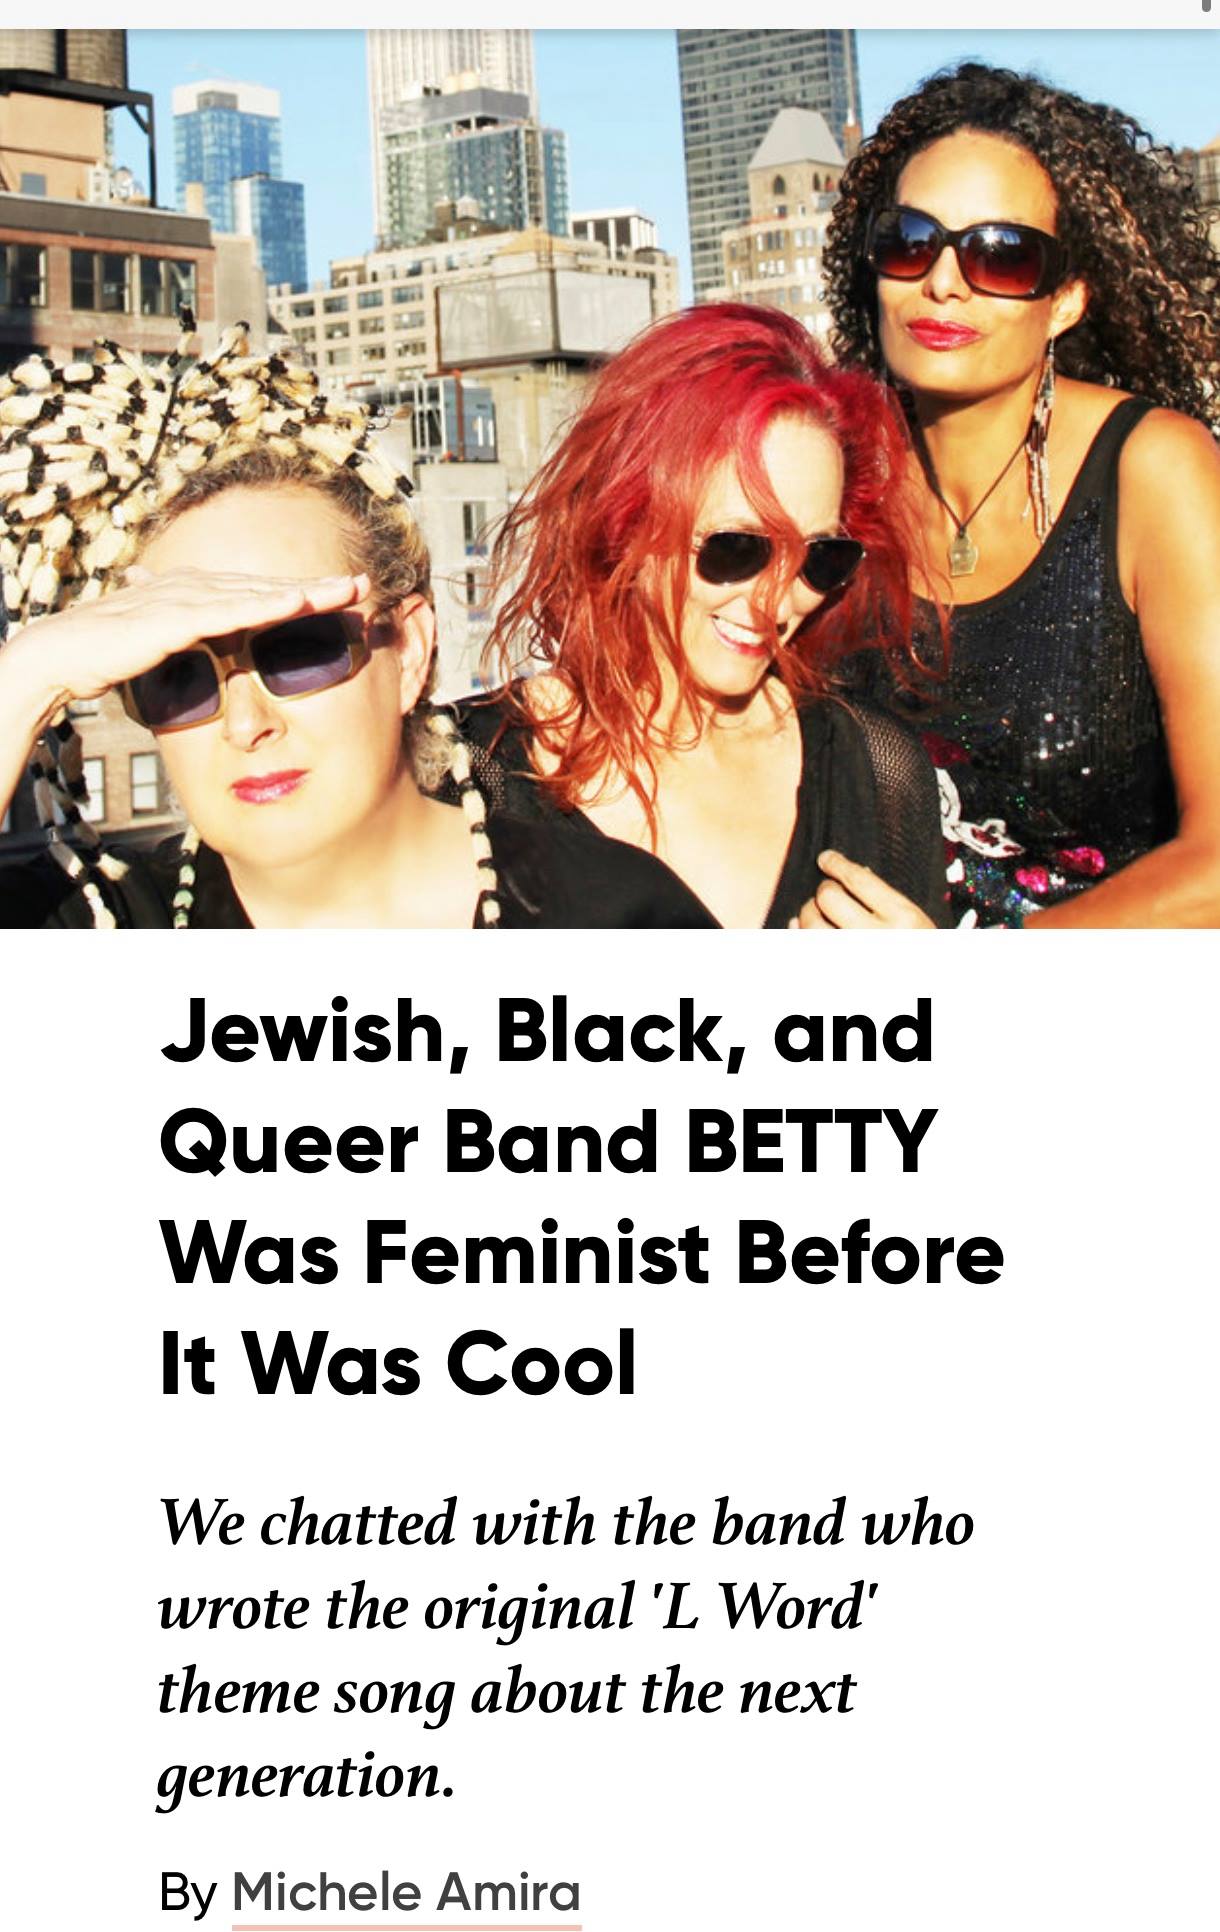 Jewish, Black, and
Queer Band BETTY
Was Feminist Before
It Was Cool
We chatted with the band who
wrote the original 'L Word'
theme song about the next
generation.
By Michele Amira